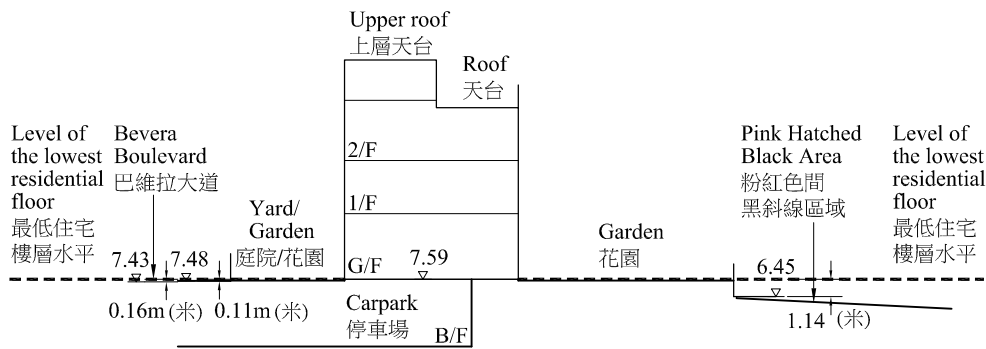 Upper roof
上層天台
Roof
天台
Level of
the lowest
residential
floor
最低住宅
樓層水平
Bevera
Boulevard
巴維拉大道
2/F
Pink Hatched
Black Area
粉紅色間
黑斜線區域
Level of
the lowest
residential
floor
最低住宅
樓層水平
1/F
Yard/
Garden
庭院/花園
Garden
花園
7.43 7.48
G/F
7.59
6.45
0.16m (米)
0.11m (米)
Carpark
停車場
B/F
1.14 (米)